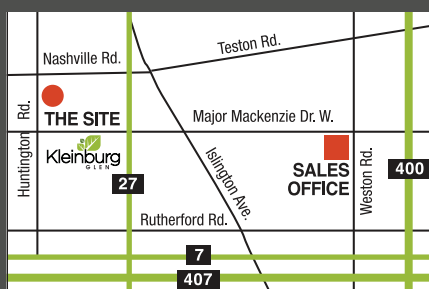 Teston Rd.
Nashville Rd.
Huntington Rd.
THE SITE
Major Mackenzie Dr. W.
Kleinburg
GLEN
Islington Ave.
SALES
OFFICE
Weston Rd.
400
27
Rutherford Rd.
7
407